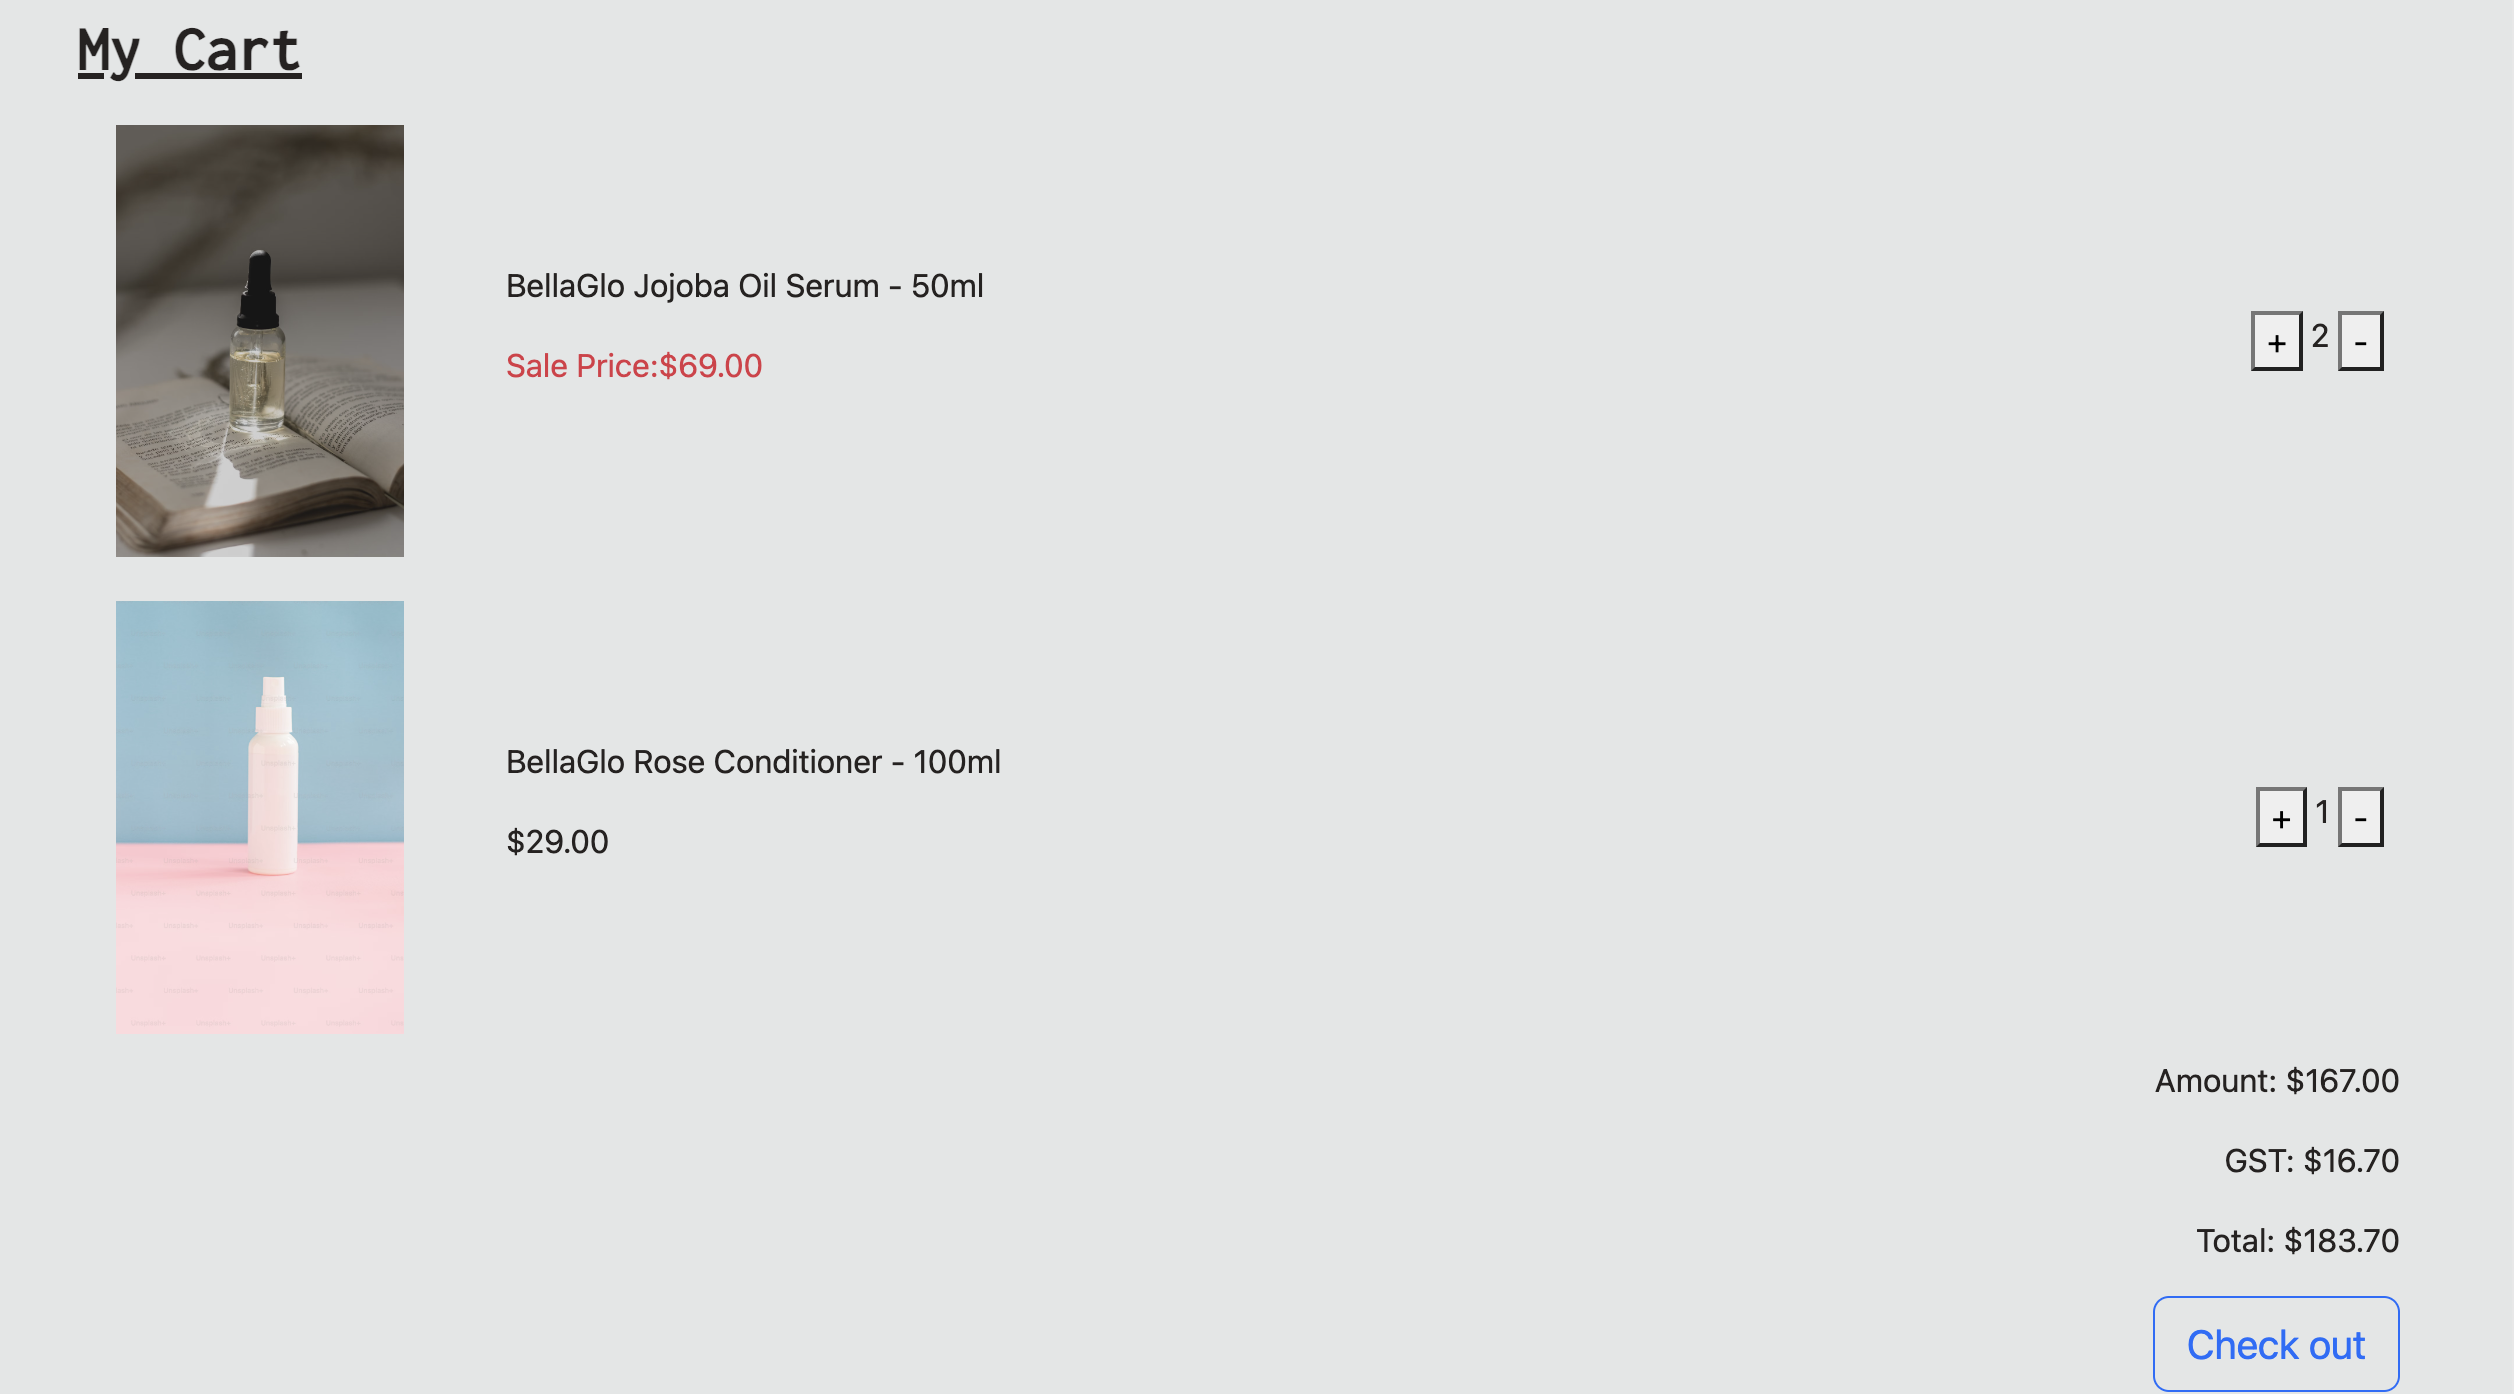 My Cart
BellaGlo Jojoba Oil Serum - 50ml
Sale Price:$69.00
+ 2 -
BellaGlo Rose Conditioner - 100ml
$29.00
+ 1 -
Amount: $167.00
GST: $16.70
Total: $183.70
Check out